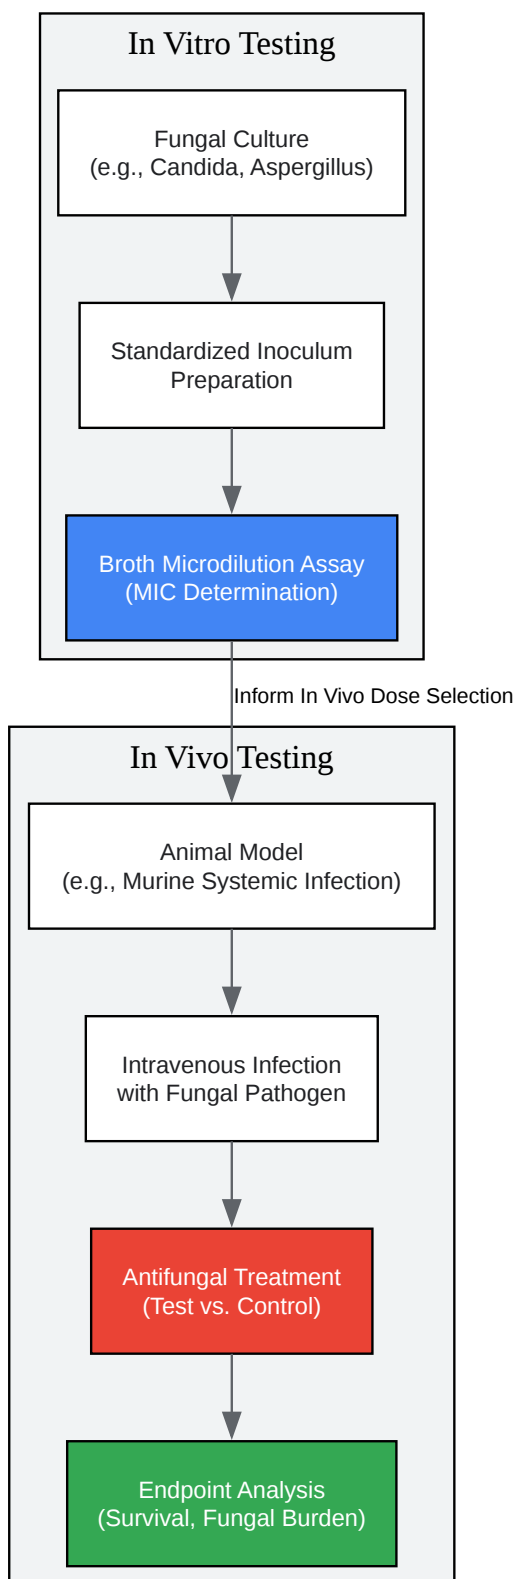 In Vitro Testing
Fungal Culture
(e.g., Candida, Aspergillus)
Standardized Inoculum
Preparation
Broth Microdilution Assay
(MIC Determination)
Inform In Vivo Dose Selection
In Vivo Testing
Animal Model
(e.g., Murine Systemic Infection)
Intravenous Infection
with Fungal Pathogen
Antifungal Treatment
(Test vs. Control)
Endpoint Analysis
(Survival, Fungal Burden)